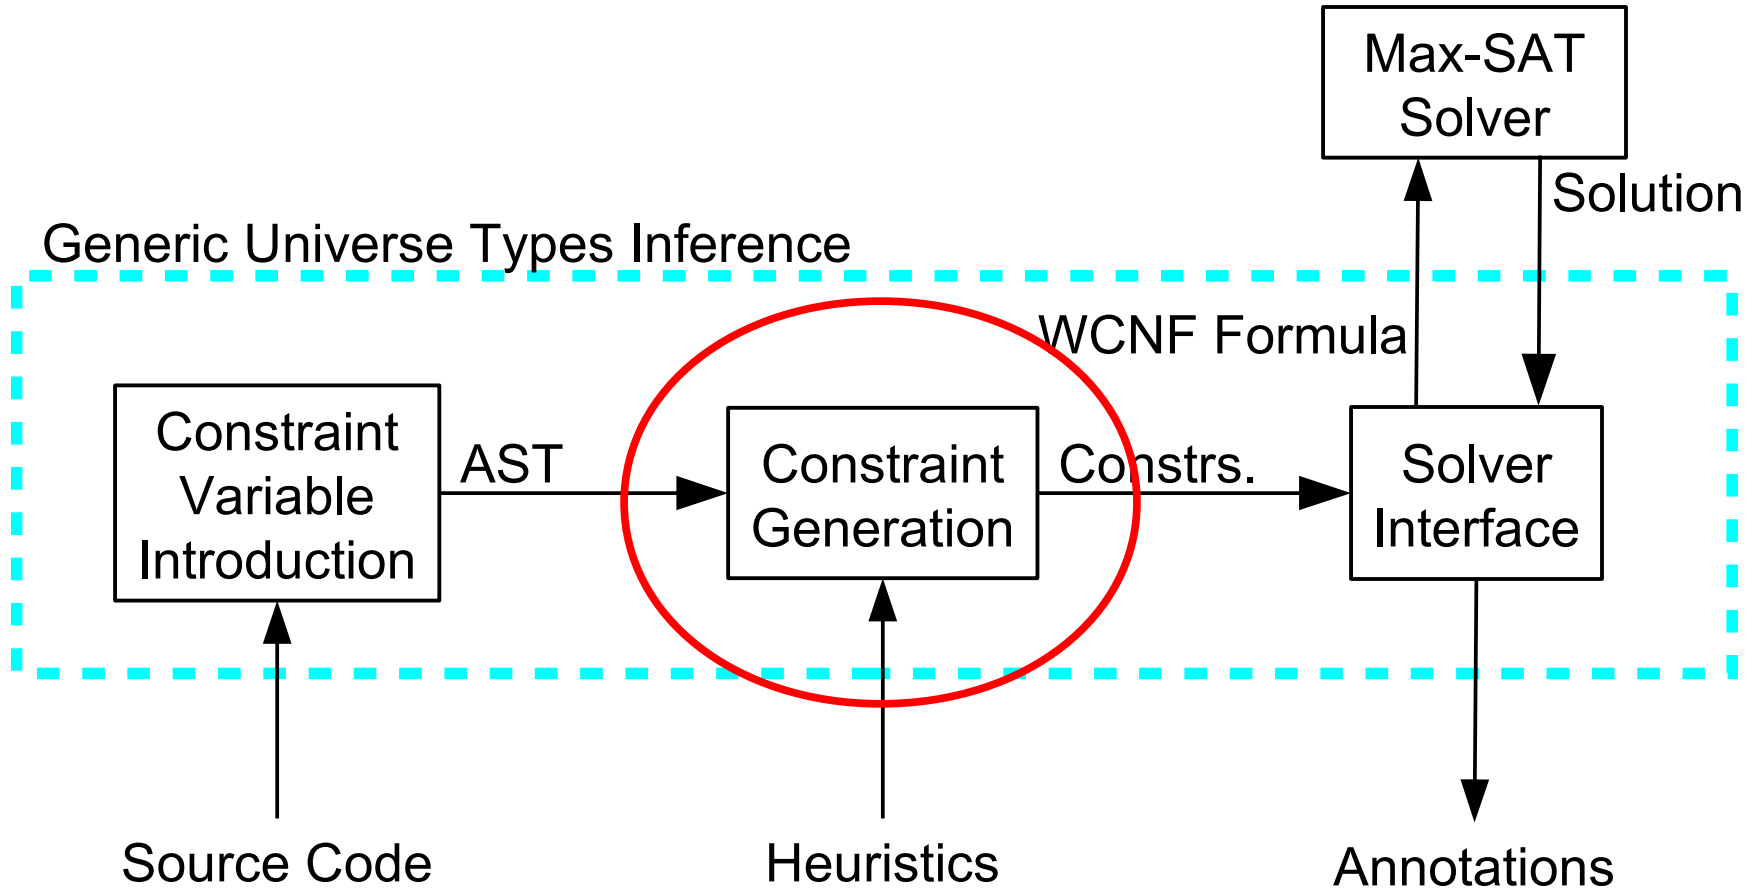 Max-SAT
Solver
Solution
Generic Universe Types Inference
WCNF Formula
Constraint
Variable
Introduction
AST
Constraint
Generation
Constrs.
Solver
Interface
Source Code
Heuristics
Annotations